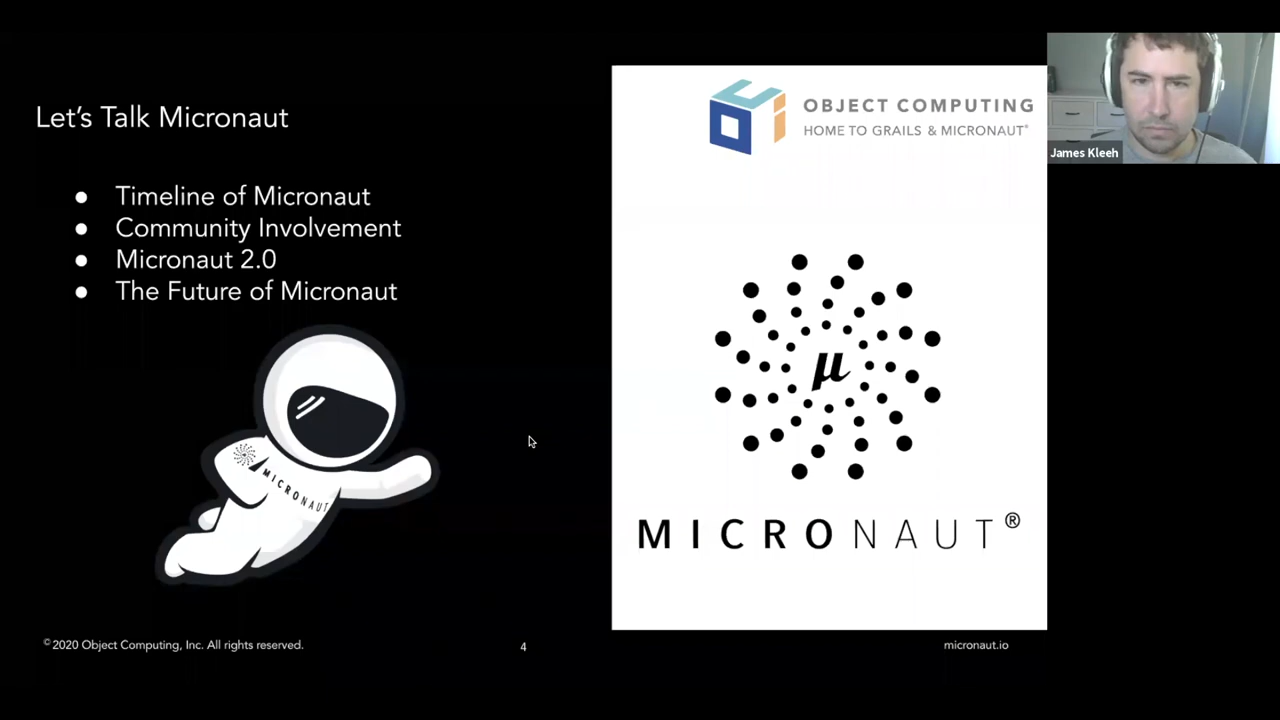 Let's Talk Micronaut
● Timeline of Micronaut
● Community Involvement
● Micronaut 2.0
● The Future of Micronaut
MICRONAUT
OBJECT COMPUTING
HOME TO GRAILS & MICRONAUT®
µ
MICRONAUT®
James Kleeh
©2020 Object Computing, Inc. All rights reserved.
4
micronaut.io